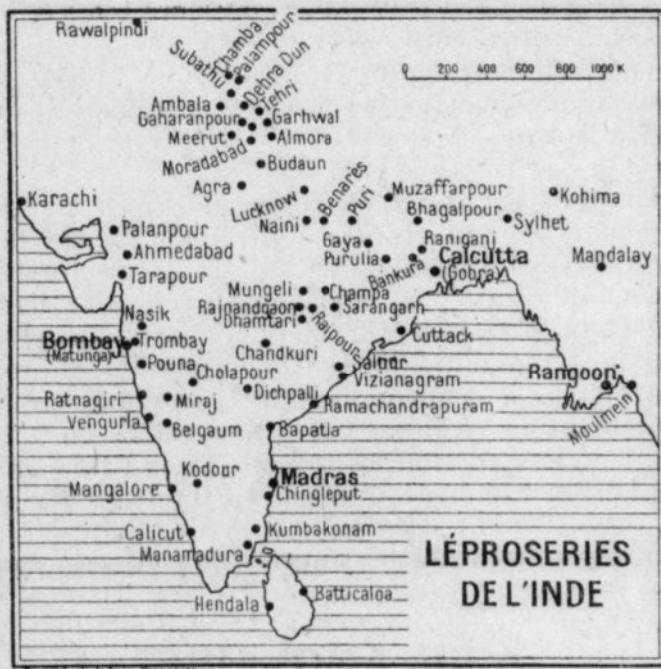 Rawalpindi
Chamba
Palampour
Subathu
Dehra Dun
Tehri
0 200 400 600 800 1000 K
Ambala
Gaharanpour
Garhwal
Meerut
Almora
Moradabad
Budaun
Agra
Karachi
Lucknow
Benares
Puri
Muzaffarpour
Kohima
Naini
Bhagalpour
Sylhet
Palanpour
Ahmedabad
Gaya
Raniganj
Purulia
Bankura
Calcutta
(Gobra)
Mandalay
Tarapour
Mungeli
Champa
Nasik
Rajnandgaon
Sarangarh
Dhamtari
Raipour
Bombay
(Matunga)
Trombay
Cuttack
Chandkuri
Pouna
Salour
Cholapour
Vizianagram
Rangoon
Dichpalli
Ratnagiri
Miraj
Ramachandrapuram
Moulmein
Vengurla
Belgaum
Bapatla
Kodour
Madras
Mangalore
Chingleput
Calicut
Kumbakonam
Manamadura
LÉPROSERIES
DE L'INDE
Hendala
Batticaloa